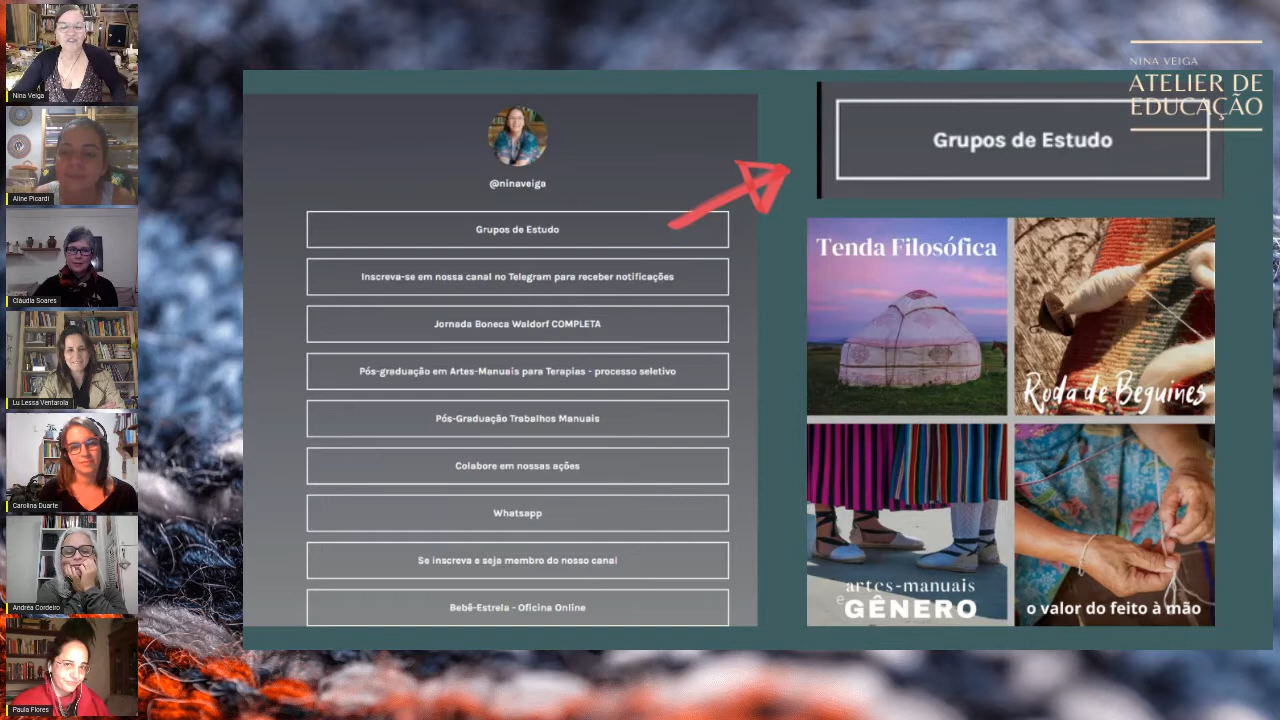 Nina Veiga
Aline Picardi
Cláudia Soares
Lu Lessa Ventarola
Carolina Duarte
Andréa Cordeiro
Paula Flores
@ninaveiga
Grupos de Estudo
Inscreva-se em nossa canal no Telegram para receber notificações
Jornada Boneca Waldorf COMPLETA
Pós-graduação em Artes-Manuais para Terapias - processo seletivo
Pós-Graduação Trabalhos Manuais
Colabore em nossas ações
Whatsapp
Se inscreva e seja membro do nosso canal
Bebê-Estrela - Oficina Online
NINA VEIGA
ATELIER DE
EDUCAÇÃO
Grupos de Estudo
Tenda Filosófica
Roda de Beguines
artes-manuais
e GÊNERO
o valor do feito à mão